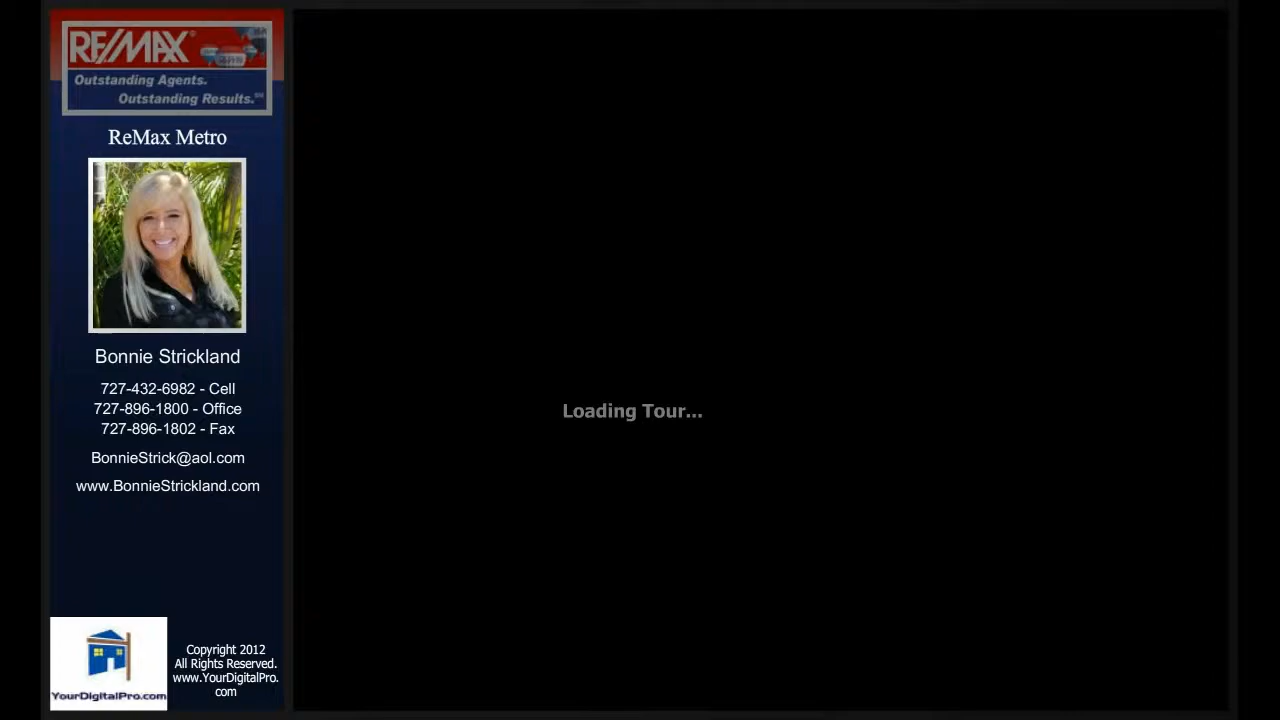 RE/MAX®
Outstanding Agents.
Outstanding Results.℠
ReMax Metro
Bonnie Strickland
727-432-6982 - Cell
727-896-1800 - Office
727-896-1802 - Fax
BonnieStrick@aol.com
www.BonnieStrickland.com
Loading Tour...
YourDigitalPro.com
Copyright 2012
All Rights Reserved.
www.YourDigitalPro.
com